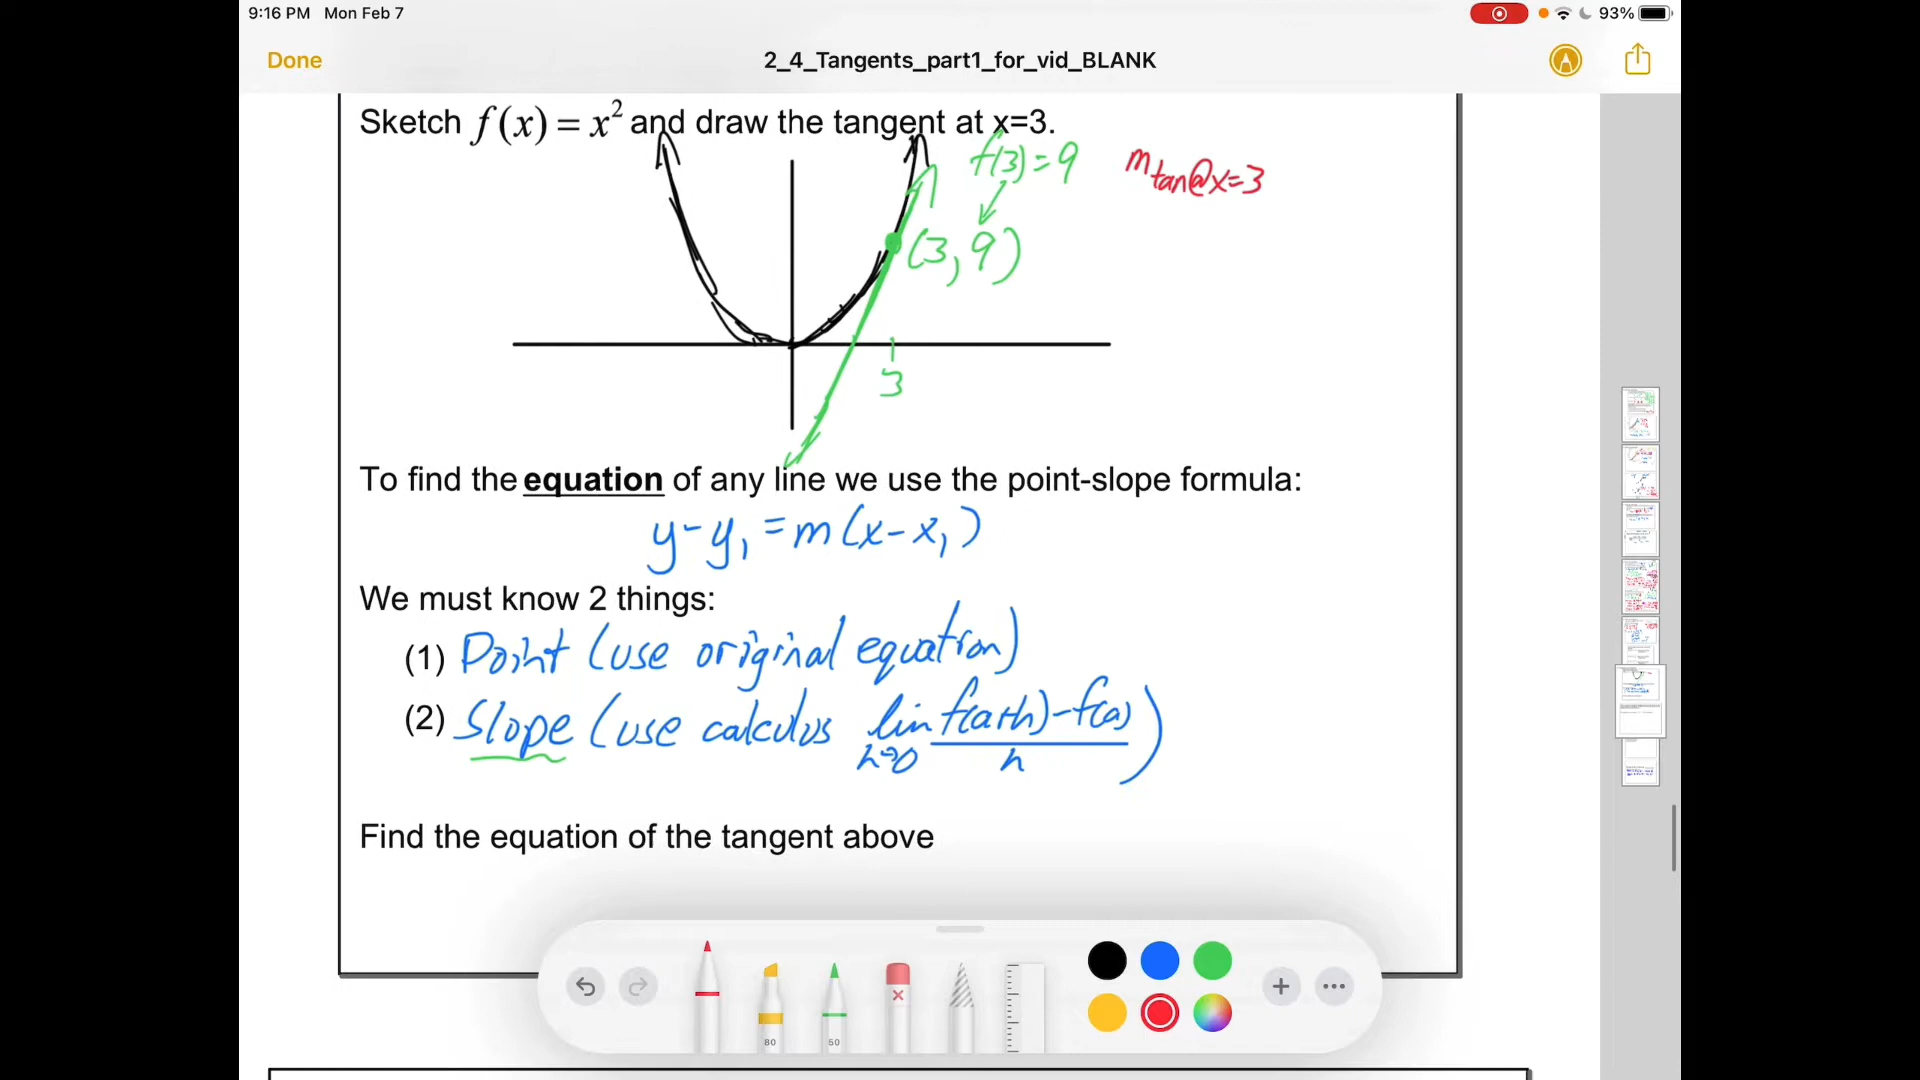 9:16 PM Mon Feb 7
93%
Done
2_4_Tangents_part1_for_vid_BLANK
Sketch f(x) = x² and draw the tangent at x=3.
f(3)=9
m tan@x=3
(3,9)
3
To find the equation of any line we use the point-slope formula:
y-y₁=m(x-x₁)
We must know 2 things:
(1) Point (use original equation)
(2) Slope (use calculus lim h→0 f(a+h)-f(a) / h)
Find the equation of the tangent above
80
50